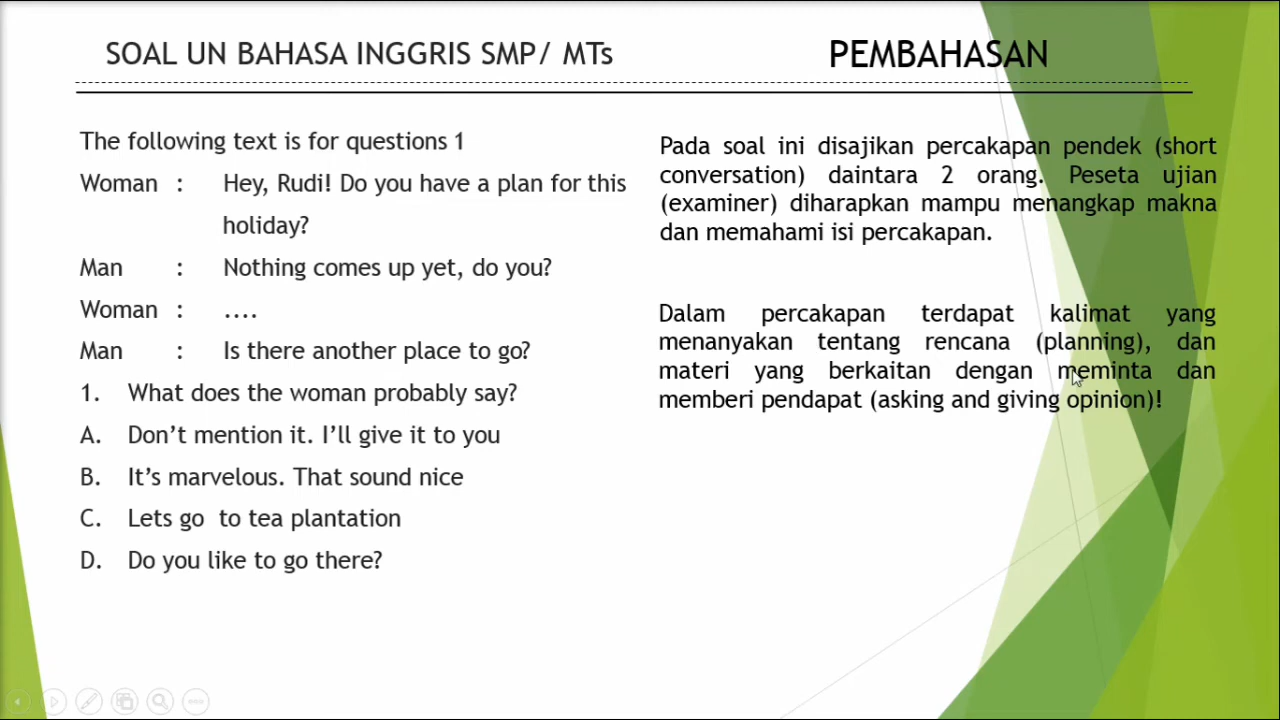 SOAL UN BAHASA INGGRIS SMP/ MTs
The following text is for questions 1
Woman : Hey, Rudi! Do you have a plan for this
holiday?
Man : Nothing comes up yet, do you?
Woman : ....
Man : Is there another place to go?
1. What does the woman probably say?
A. Don’t mention it. I’ll give it to you
B. It’s marvelous. That sound nice
C. Lets go to tea plantation
D. Do you like to go there?
PEMBAHASAN
Pada soal ini disajikan percakapan pendek (short
conversation) daintara 2 orang. Peseta ujian
(examiner) diharapkan mampu menangkap makna
dan memahami isi percakapan.
Dalam percakapan terdapat kalimat yang
menanyakan tentang rencana (planning), dan
materi yang berkaitan dengan meminta dan
memberi pendapat (asking and giving opinion)!